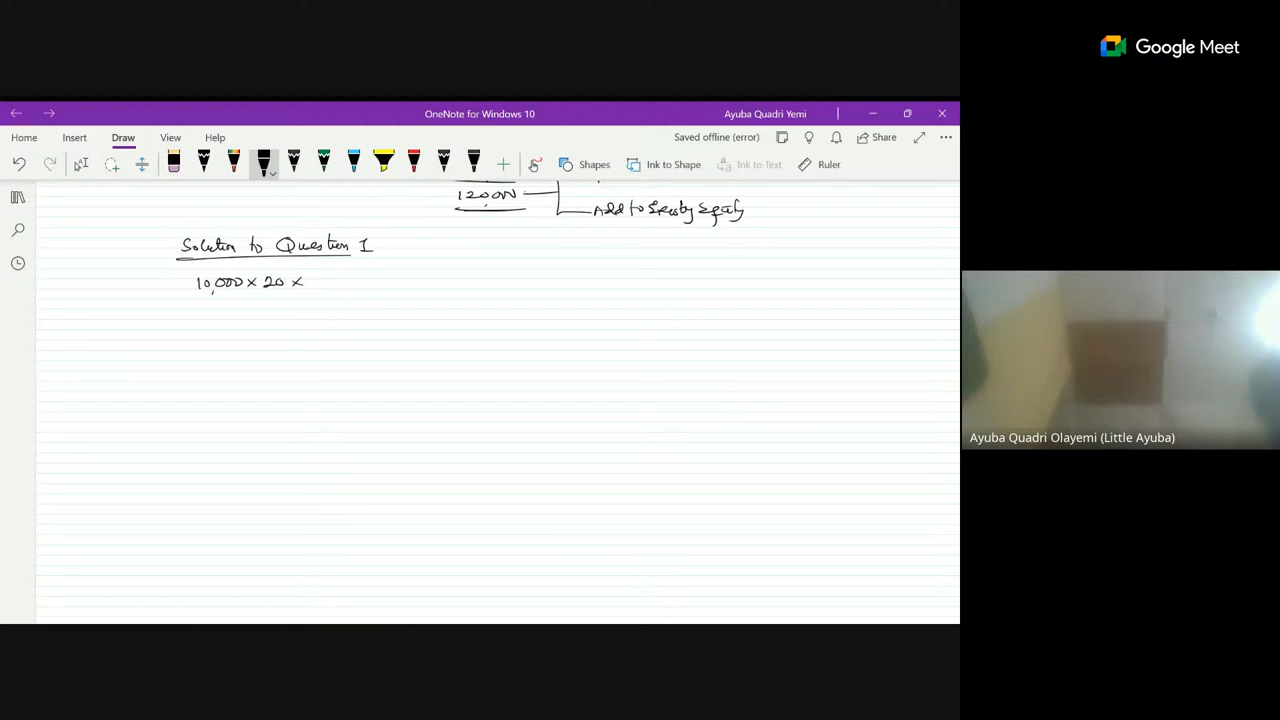 Google Meet
OneNote for Windows 10
Ayuba Quadri Yemi
Home Insert Draw View Help
Saved offline (error)
Share
Shapes
Ink to Shape
Ink to Text
Ruler
Add to Equity
Solution to Question 1
10,000 × 20 ×
Ayuba Quadri Olayemi (Little Ayuba)